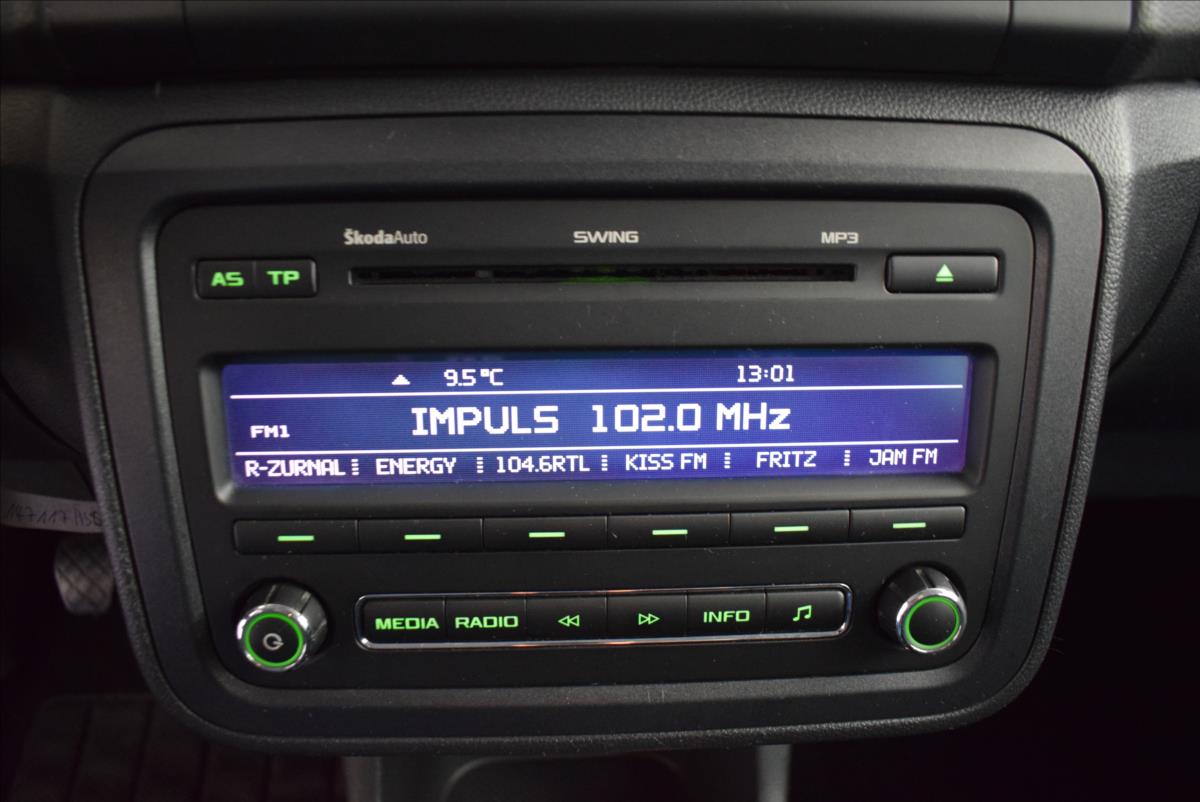 ŠkodaAuto SWING MP3
AS TP
9.5°C 13:01
IMPULS 102.0 MHz
FM1
R-ZURNAL ENERGY 104.6RTL KISS FM FRITZ JAM FM
MEDIA RADIO INFO